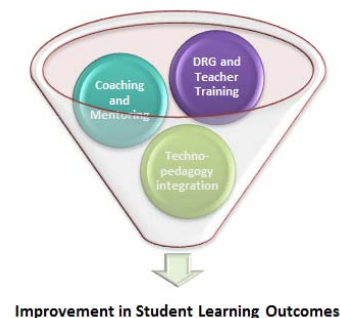 DRG and
Teacher
Training
Coaching
and
Mentoring
Techno-
pedagogy
integration
Improvement in Student Learning Outcomes